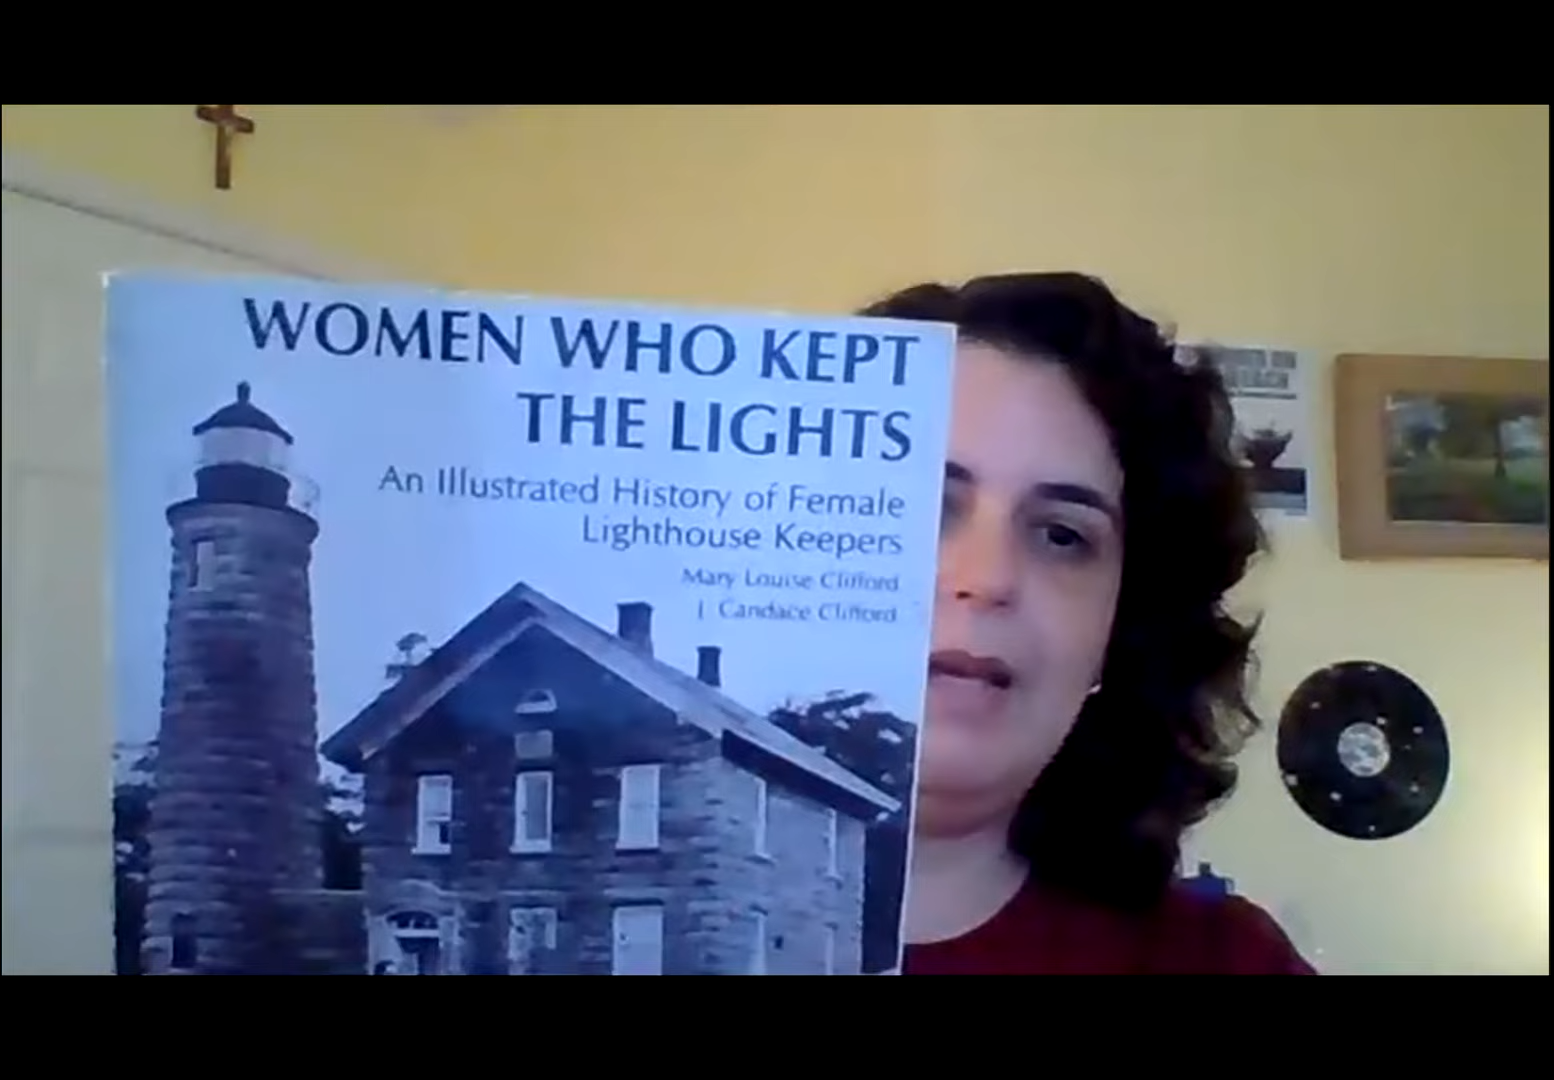 WOMEN WHO KEPT
THE LIGHTS
An Illustrated History of Female
Lighthouse Keepers
Mary Louise Clifford
J Candace Clifford